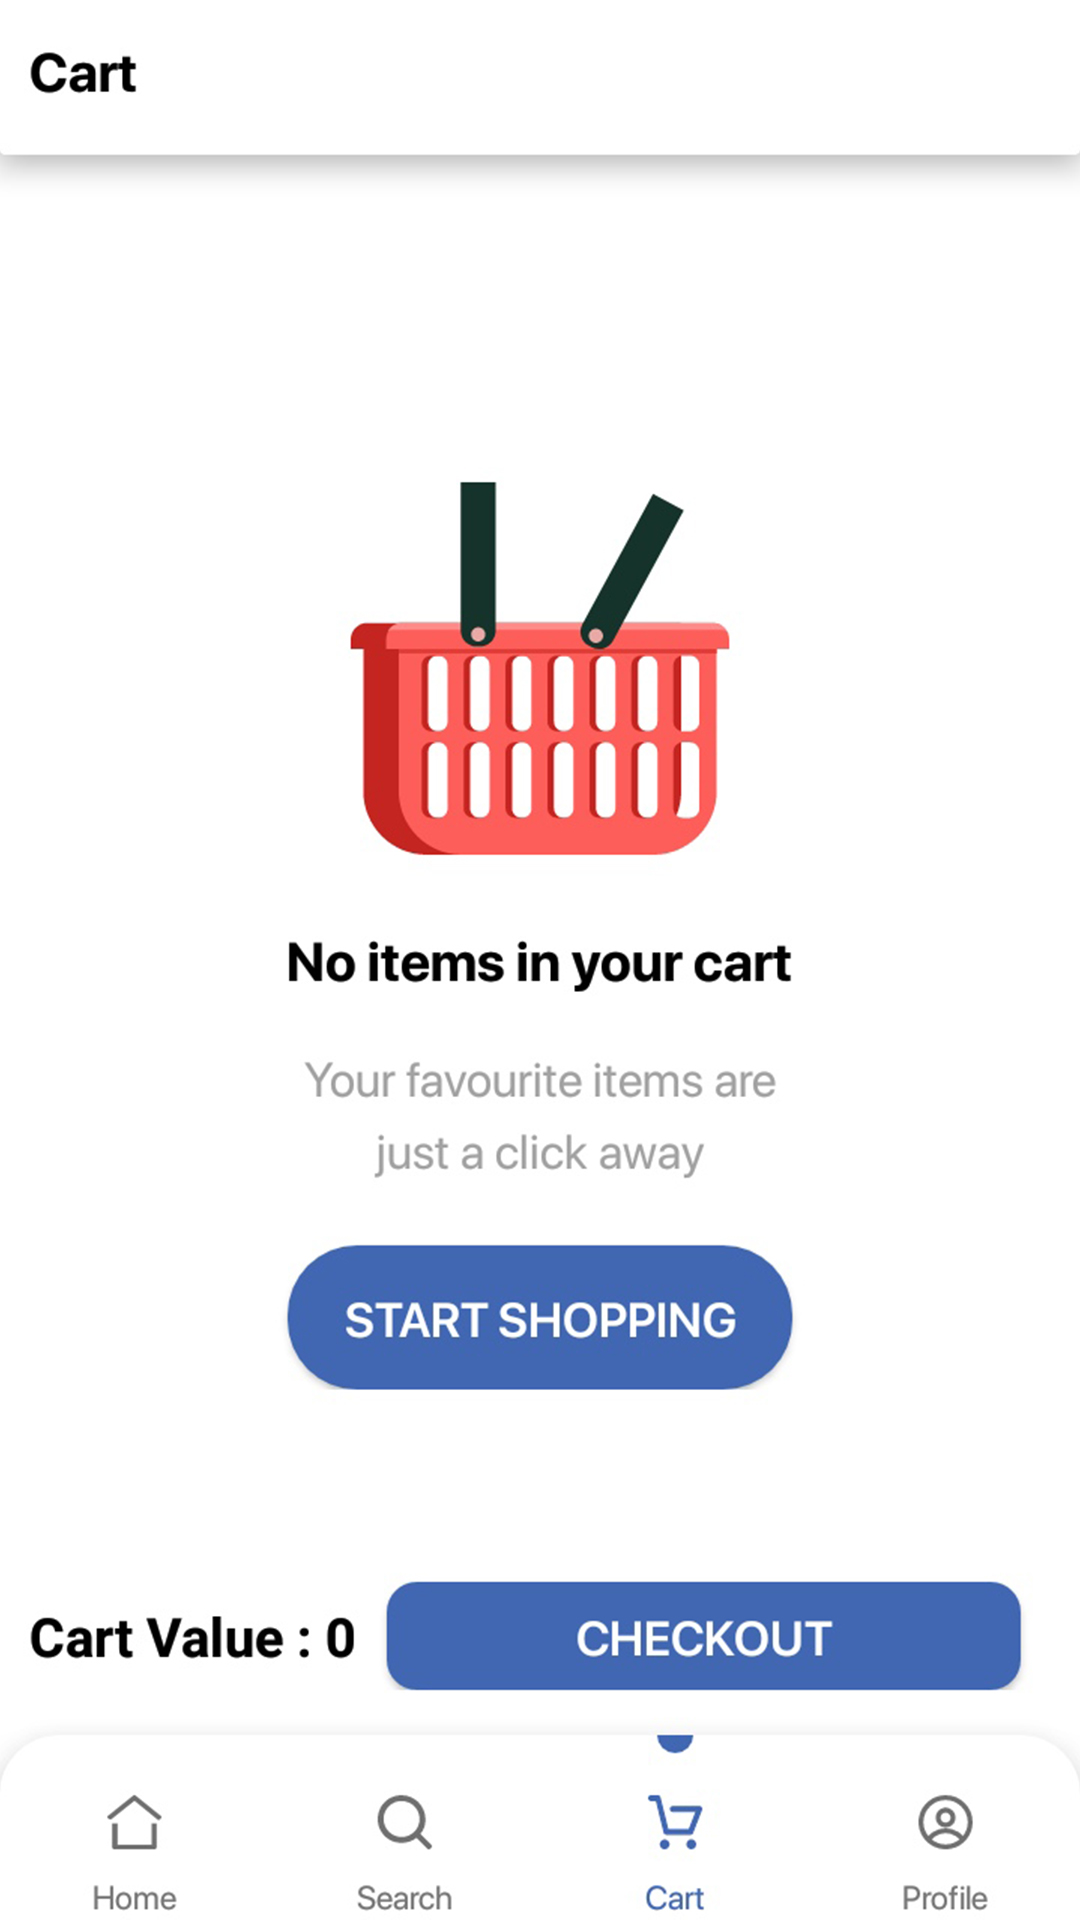 Cart
No items in your cart
Your favourite items are
just a click away
START SHOPPING
Cart Value : 0
CHECKOUT
Home
Search
Cart
Profile